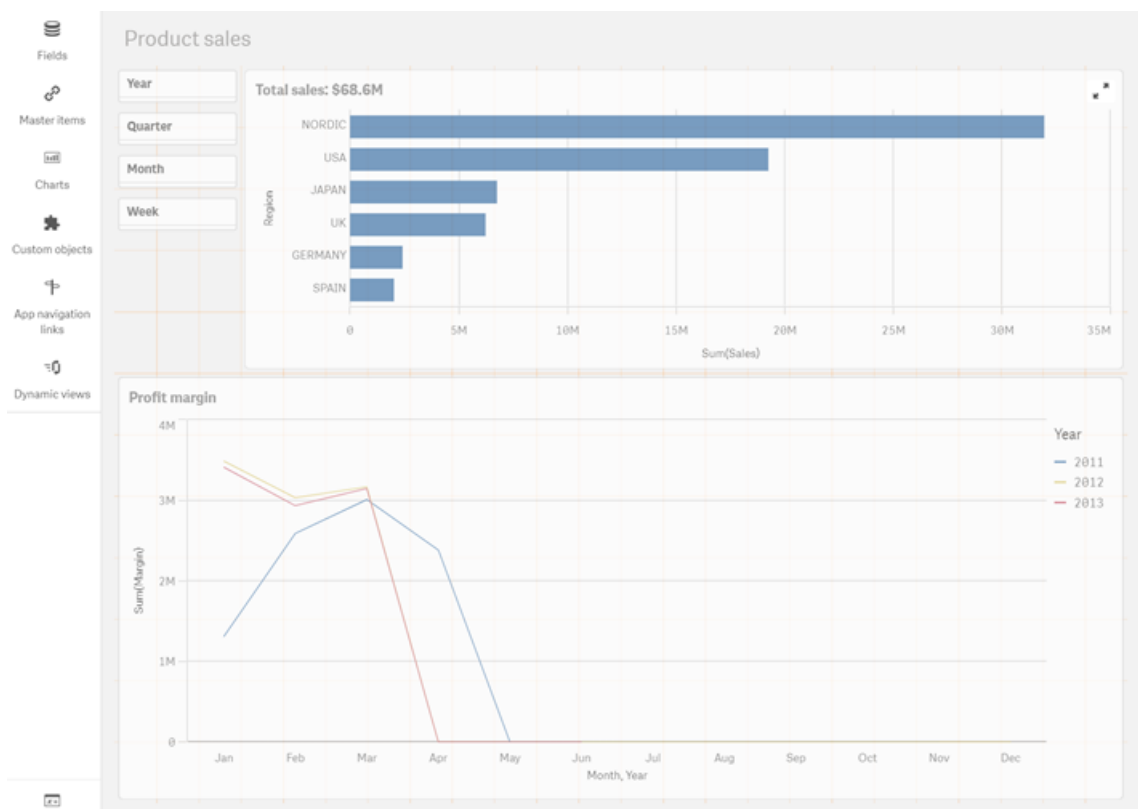 Fields
Master items
Charts
Custom objects
App navigation
links
Dynamic views
Product sales
Year
Quarter
Month
Week
Total sales: $68.6M
Region
NORDIC
USA
JAPAN
UK
GERMANY
SPAIN
0 5M 10M 15M 20M 25M 30M 35M
Sum(Sales)
Profit margin
Sum(Margin)
4M
3M
2M
1M
0
Jan Feb Mar Apr May Jun Jul Aug Sep Oct Nov Dec
Month, Year
Year
2011
2012
2013